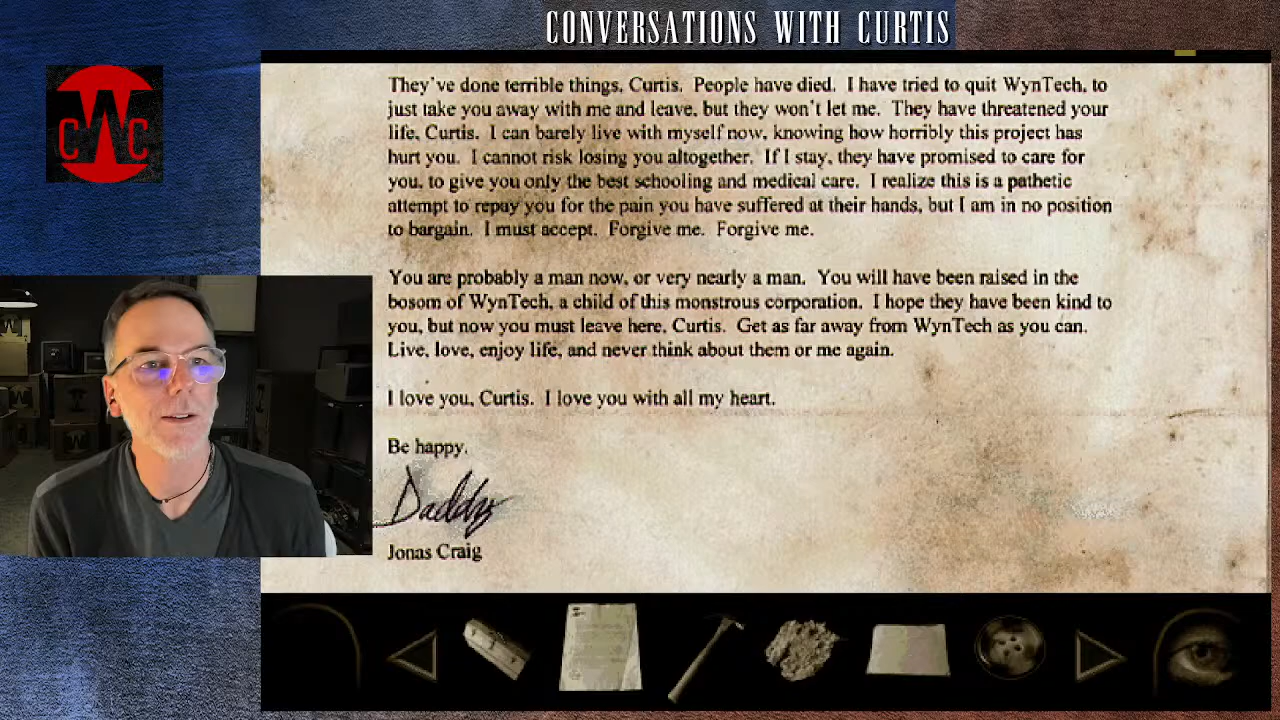 CONVERSATIONS WITH CURTIS
CWC
They've done terrible things, Curtis. People have died. I have tried to quit WynTech, to
just take you away with me and leave, but they won't let me. They have threatened your
life, Curtis. I can barely live with myself now, knowing how horribly this project has
hurt you. I cannot risk losing you altogether. If I stay, they have promised to care for
you, to give you only the best schooling and medical care. I realize this is a pathetic
attempt to repay you for the pain you have suffered at their hands, but I am in no position
to bargain. I must accept. Forgive me. Forgive me.
You are probably a man now, or very nearly a man. You will have been raised in the
bosom of WynTech, a child of this monstrous corporation. I hope they have been kind to
you, but now you must leave here, Curtis. Get as far away from WynTech as you can.
Live, love, enjoy life, and never think about them or me again.
I love you, Curtis. I love you with all my heart.
Be happy.
Daddy
Jonas Craig